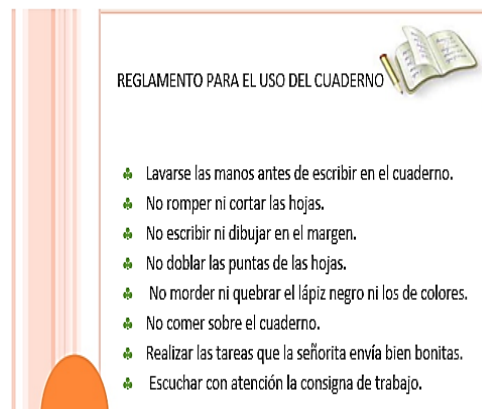 REGLAMENTO PARA EL USO DEL CUADERNO
Lavarse las manos antes de escribir en el cuaderno.
No romper ni cortar las hojas.
No escribir ni dibujar en el margen.
No doblar las puntas de las hojas.
No morder ni quebrar el lápiz negro ni los de colores.
No comer sobre el cuaderno.
Realizar las tareas que la señorita envía bien bonitas.
Escuchar con atención la consigna de trabajo.